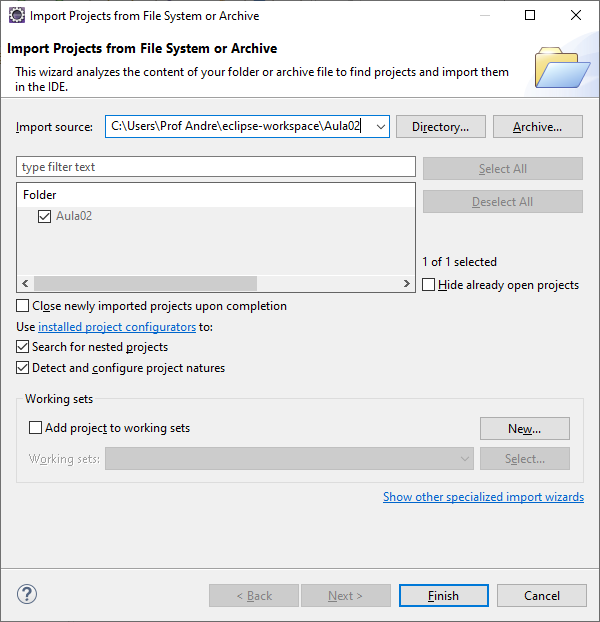 Import Projects from File System or Archive
Import Projects from File System or Archive
This wizard analyzes the content of your folder or archive file to find projects and import them
in the IDE.
Import source: C:\Users\Prof Andre\eclipse-workspace\Aula02 Directory... Archive...
type filter text
Select All
Folder
Deselect All
Aula02
1 of 1 selected
Hide already open projects
Close newly imported projects upon completion
Use installed project configurators to:
Search for nested projects
Detect and configure project natures
Working sets
Add project to working sets New...
Working sets: Select...
Show other specialized import wizards
? < Back Next > Finish Cancel